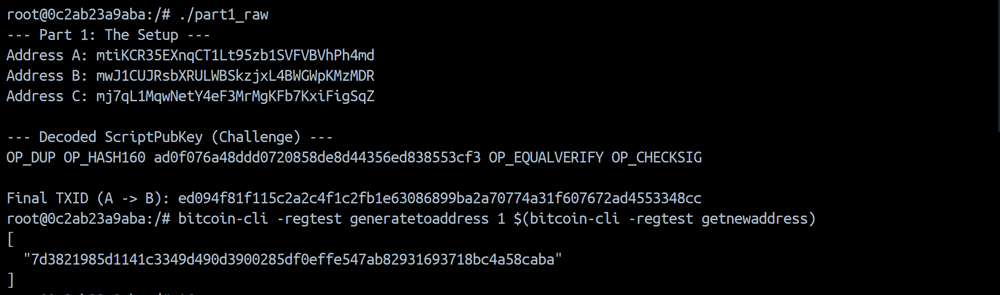 root@0c2ab23a9aba:/# ./part1_raw
--- Part 1: The Setup ---
Address A: mtiKCR35EXnqCT1Lt95zb1SVFVBVhPh4md
Address B: mwJ1CUJRsbXRULWBSkzjxL4BWGWpKMzMDR
Address C: mj7qL1MqwNetY4eF3MrMgKFb7KxiFigSqZ
--- Decoded ScriptPubKey (Challenge) ---
OP_DUP OP_HASH160 ad0f076a48ddd0720858de8d44356ed838553cf3 OP_EQUALVERIFY OP_CHECKSIG
Final TXID (A -> B): ed094f81f115c2a2c4f1c2fb1e63086899ba2a70774a31f607672ad4553348cc
root@0c2ab23a9aba:/# bitcoin-cli -regtest generatetoaddress 1 $(bitcoin-cli -regtest getnewaddress)
[
"7d3821985d1141c3349d490d3900285df0effe547ab82931693718bc4a58caba"
]